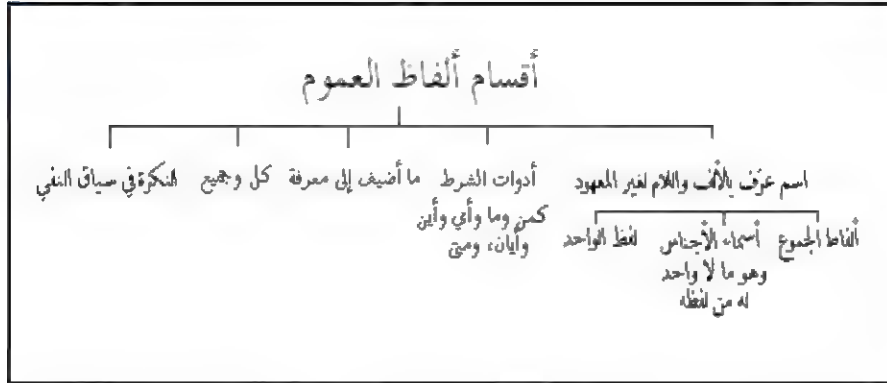 أقسام ألفاظ العموم
اسم عرّف بالألف واللام لغير المعهود
ألفاظ الجموع
أسماء الأجناس
وهو ما لا واحد
له من لفظه
لفظ الواحد
أدوات الشرط
كمن وما وأي وأين
وأيان، ومتى
ما أضيف إلى معرفة
كل وجميع
النكرة في سياق النفي